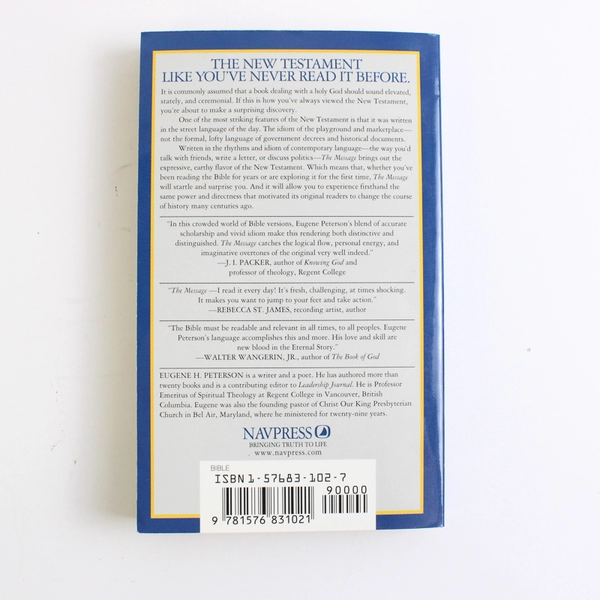 THE NEW TESTAMENT
LIKE YOU'VE NEVER READ IT BEFORE.
It is commonly assumed that a book dealing with a holy God should sound elevated,
stately, and ceremonial. If this is how you've always viewed the New Testament,
you're about to make a surprising discovery.
One of the most striking features of the New Testament is that it was written
in the street language of the day. The idiom of the playground and marketplace—
not the formal, lofty language of government decrees and historical documents.
Written in the rhythms and idiom of contemporary language—the way you'd
talk with friends, write a letter, or discuss politics—The Message brings out the
expressive, earthy flavor of the New Testament. Which means that, whether you've
been reading the Bible for years or are exploring it for the first time, The Message
will startle and surprise you. And it will allow you to experience firsthand the
same power and directness that motivated its original readers to change the course
of history many centuries ago.
"In this crowded world of Bible versions, Eugene Peterson's blend of accurate
scholarship and vivid idiom make this rendering both distinctive and
distinguished. The Message catches the logical flow, personal energy, and
imaginative overtones of the original very well indeed."
—J. I. PACKER, author of Knowing God and
professor of theology, Regent College
"The Message —I read it every day! It's fresh, challenging, at times shocking.
It makes you want to jump to your feet and take action."
—REBECCA ST. JAMES, recording artist, author
"The Bible must be readable and relevant in all times, to all peoples. Eugene
Peterson's language accomplishes this and more. His love and skill are
new blood in the Eternal Story."
—WALTER WANGERIN, JR., author of The Book of God
EUGENE H. PETERSON is a writer and a poet. He has authored more than
twenty books and is a contributing editor to Leadership Journal. He is Professor
Emeritus of Spiritual Theology at Regent College in Vancouver, British
Columbia. Eugene was also the founding pastor of Christ Our King Presbyterian
Church in Bel Air, Maryland, where he ministered for twenty-nine years.
NAVPRESS
BRINGING TRUTH TO LIFE
www.navpress.com
BIBLE
ISBN 1-57683-102-7
90000
9 781576 831021